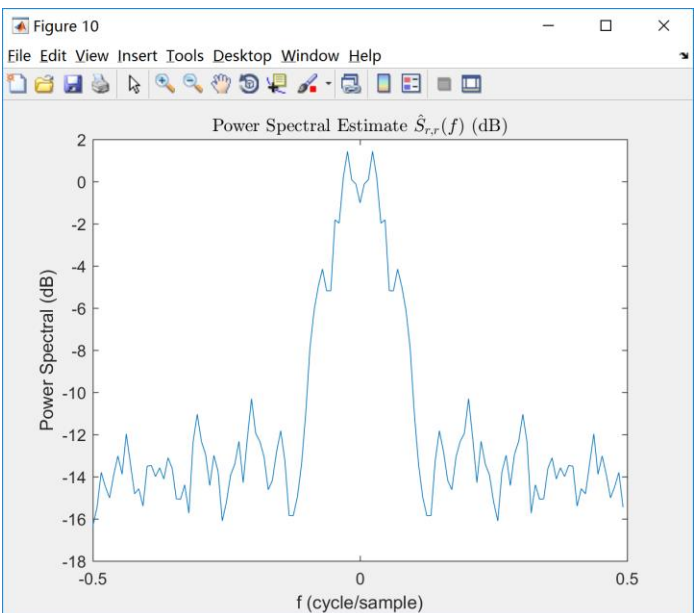 Figure 10
File Edit View Insert Tools Desktop Window Help
Power Spectral Estimate Ŝr,r(f) (dB)
2
0
-2
-4
-6
-8
-10
-12
-14
-16
-18
Power Spectral (dB)
-0.5 0 0.5
f (cycle/sample)